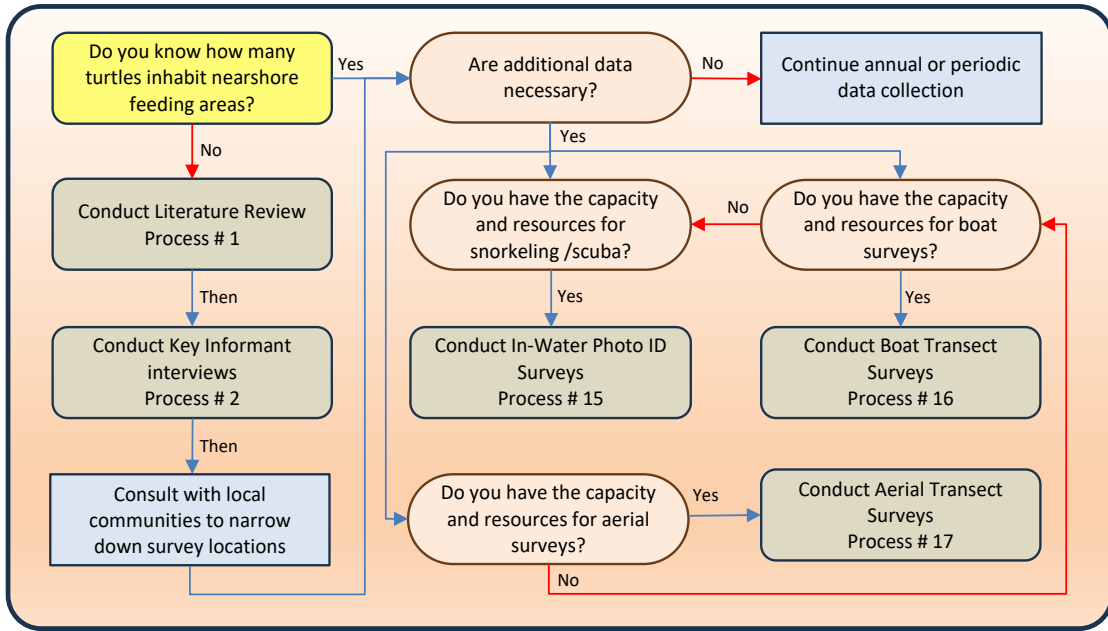 Do you know how many
turtles inhabit nearshore
feeding areas?
Yes
Are additional data
necessary?
No
Continue annual or periodic
data collection
No
Yes
Conduct Literature Review
Process # 1
Do you have the capacity
and resources for
snorkeling /scuba?
No
Do you have the capacity
and resources for boat
surveys?
Then
Yes
Yes
Conduct Key Informant
interviews
Process # 2
Conduct In-Water Photo ID
Surveys
Process # 15
Conduct Boat Transect
Surveys
Process # 16
Then
Consult with local
communities to narrow
down survey locations
Do you have the capacity
and resources for aerial
surveys?
Yes
Conduct Aerial Transect
Surveys
Process # 17
No